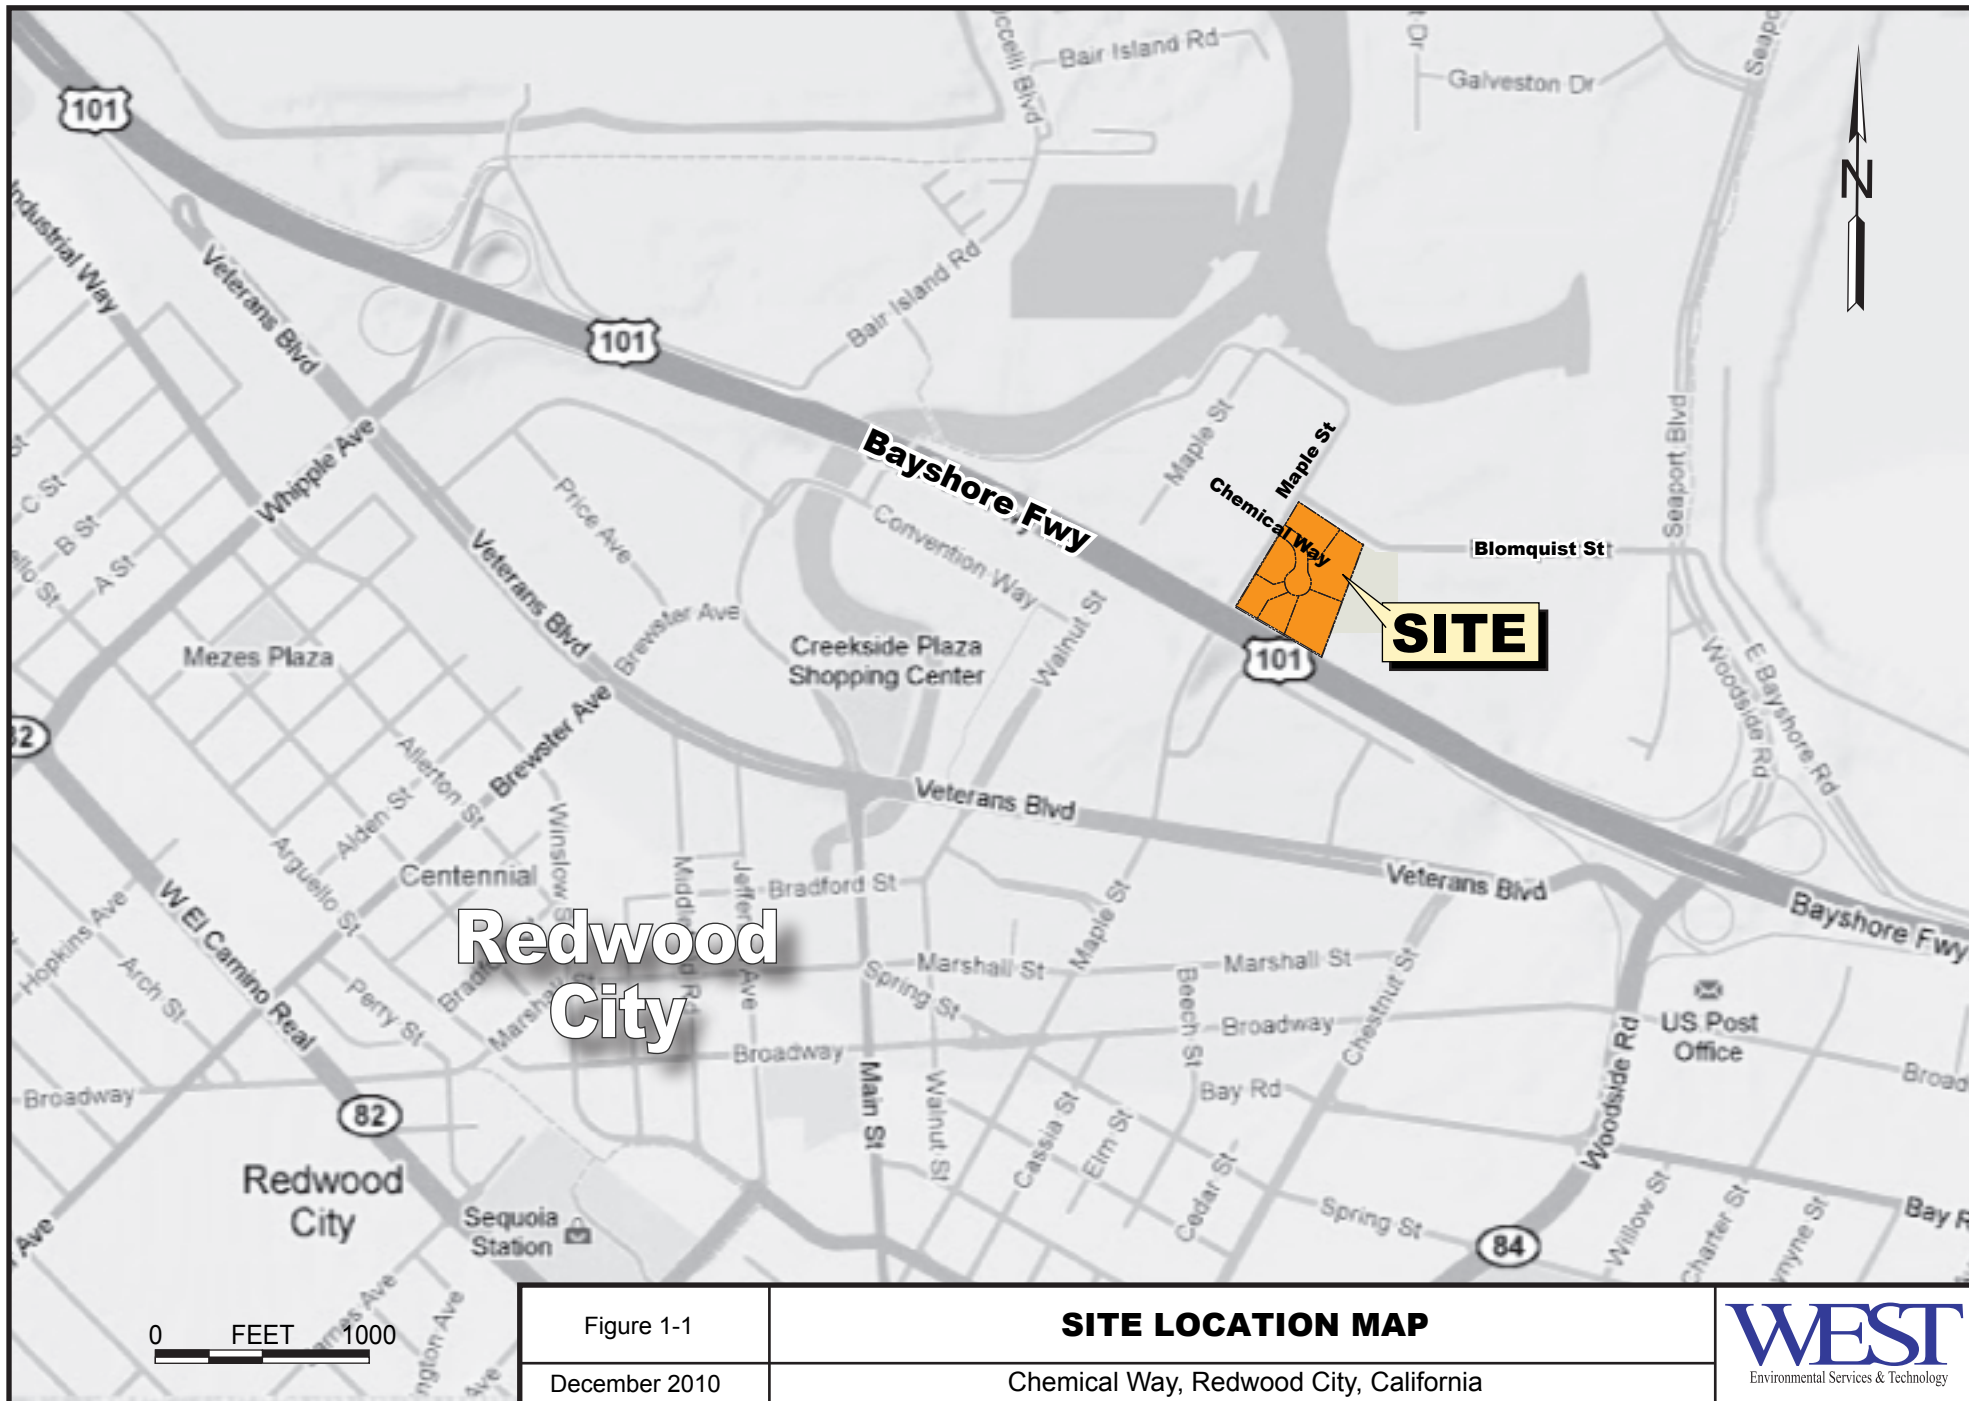 Bair Island Rd
Galveston Dr
101
N
Industrial Way
Veterans Blvd
Bair Island Rd
101
Seaport Blvd
Maple St
Maple St
Chemical Way
Bayshore Fwy
Blomquist St
SITE
101
Whipple Ave
C St
B St
A St
Price Ave
Convention Way
Veterans Blvd
Brewster Ave
Walnut St
Mezes Plaza
Creekside Plaza
Shopping Center
Woodside Rd
E Bayshore Rd
Brewster Ave
Allerton St
Alden St
Arguello St
Winslow St
Veterans Blvd
Veterans Blvd
Centennial
Bradford St
Maple St
Bayshore Fwy
W El Camino Real
Hopkins Ave
Arch St
Perry St
Redwood
City
Marshall St
Spring St
Marshall St
Marshall St
Beech St
Chestnut St
US Post
Office
Broadway
Broadway
Broadway
82
Main St
Walnut St
Cassia St
Elm St
Bay Rd
Cedar St
Woodside Rd
Redwood
City
Sequoia
Station
Spring St
84
Willow St
Charter St
0 FEET 1000
Figure 1-1
SITE LOCATION MAP
December 2010
Chemical Way, Redwood City, California
WEST
Environmental Services & Technology